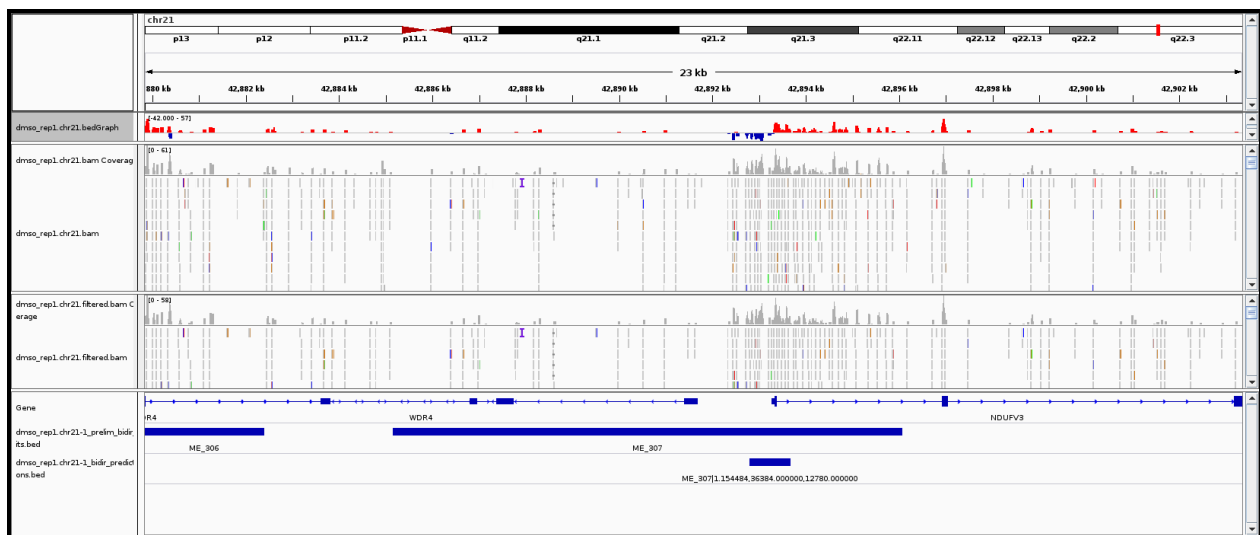 chr21
p13 p12 p11.2 p11.1 q11.2 q21.1 q21.2 q21.3 q22.11 q22.12 q22.13 q22.2 q22.3
23 kb
880 kb 42,882 kb 42,884 kb 42,886 kb 42,888 kb 42,890 kb 42,892 kb 42,894 kb 42,896 kb 42,898 kb 42,900 kb 42,902 kb
dmso_rep1.chr21.bedGraph
[-42.000 - 57]
dmso_rep1.chr21.bam Coverag
[0 - 61]
dmso_rep1.chr21.bam
dmso_rep1.chr21.filtered.bam C
erage
[0 - 58]
dmso_rep1.chr21.filtered.bam
Gene
R4 WDR4 NDUFV3
dmso_rep1.chr21-1_prelim_bidir_
its.bed
ME_306 ME_307
dmso_rep1.chr21-1_bidir_predict
ons.bed
ME_307|1.154484,36384.000000,12780.000000